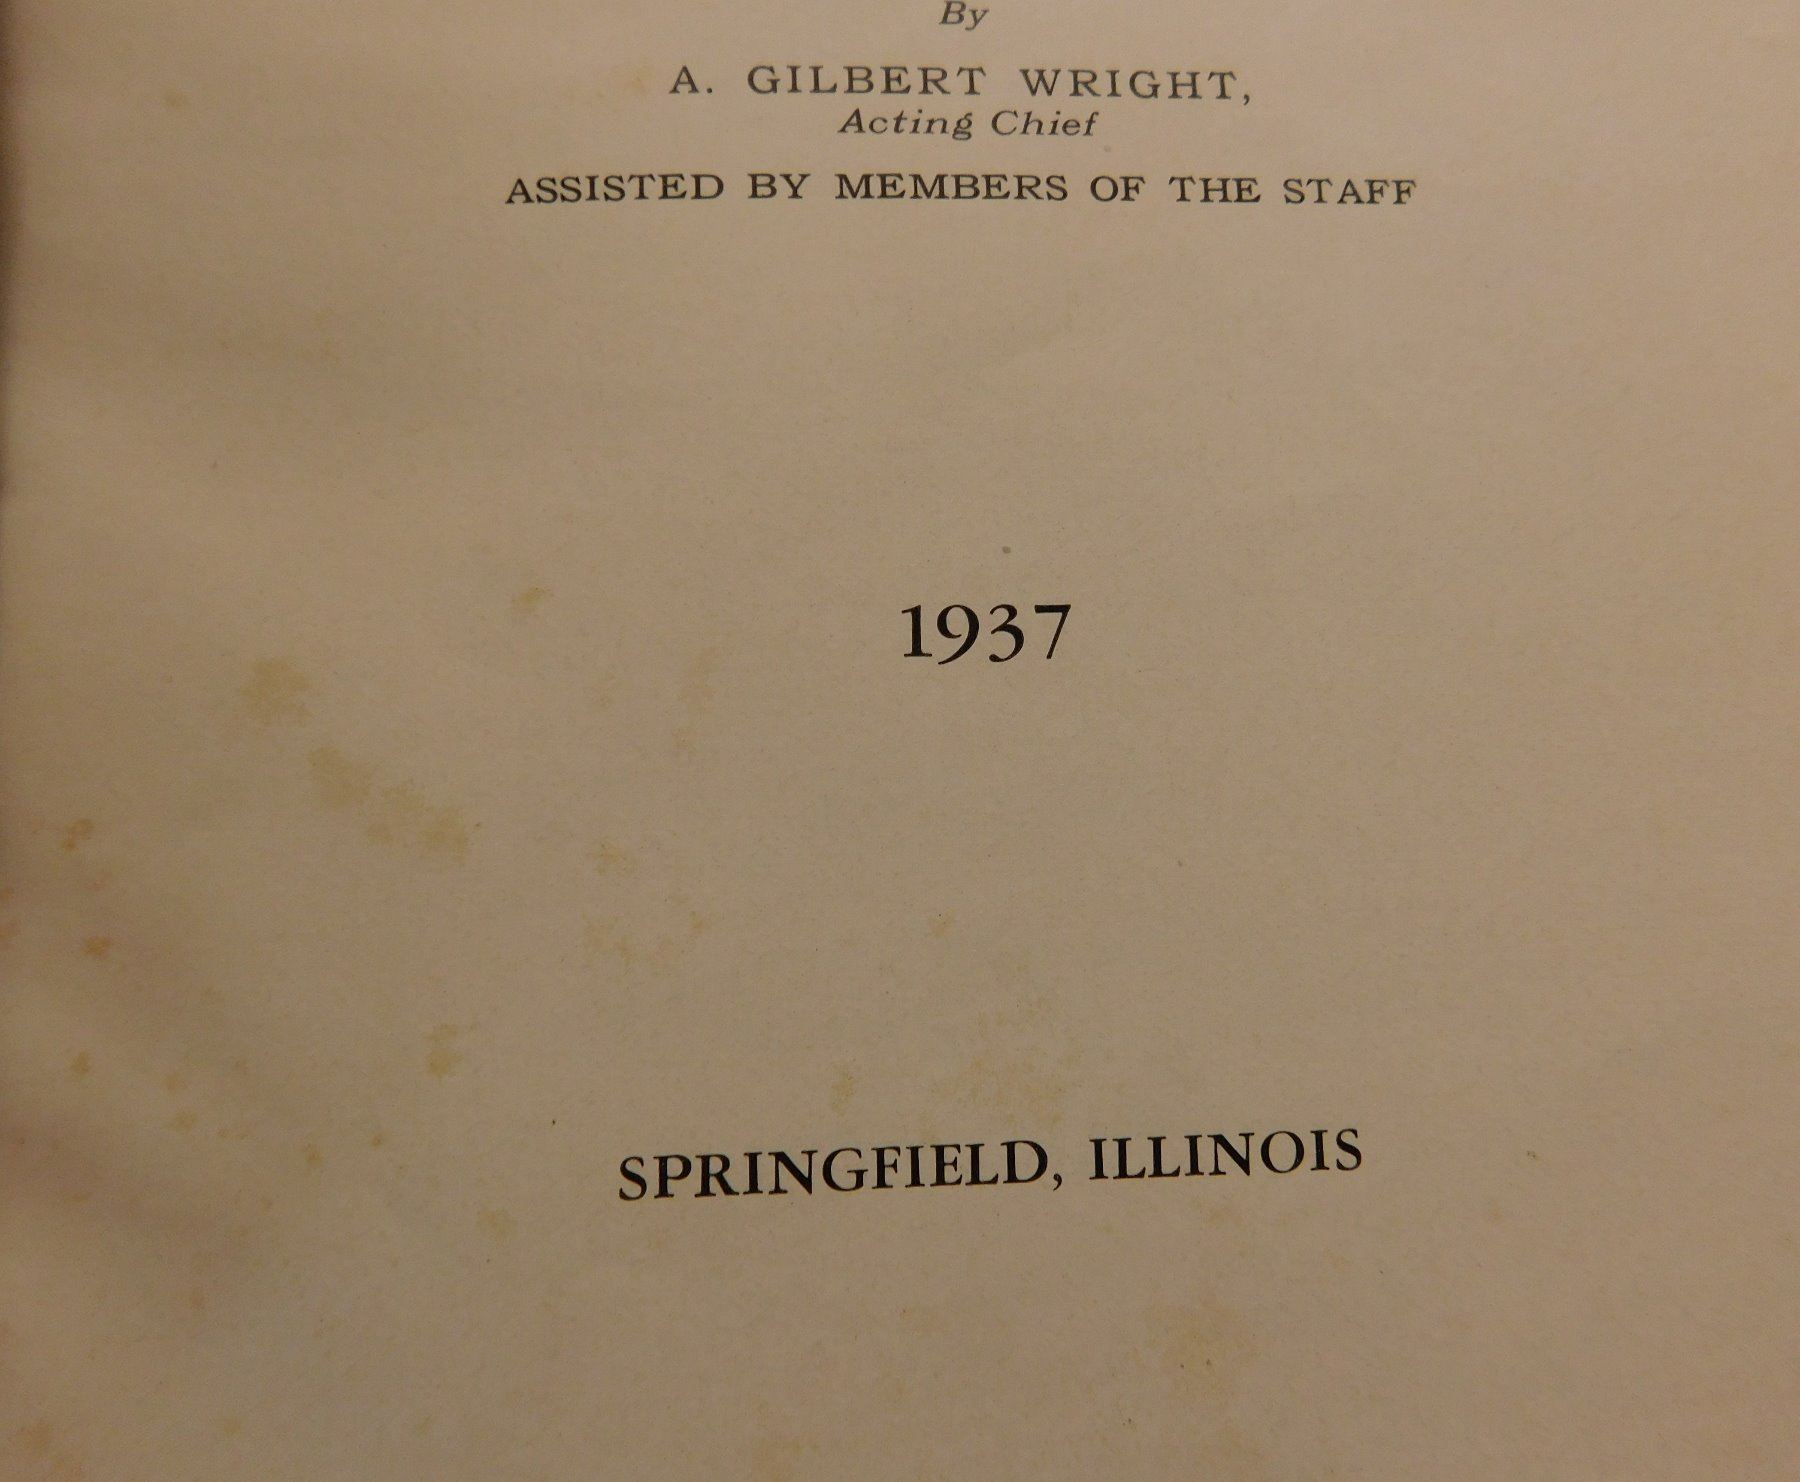 By
A. GILBERT WRIGHT,
Acting Chief
ASSISTED BY MEMBERS OF THE STAFF
1937
SPRINGFIELD, ILLINOIS